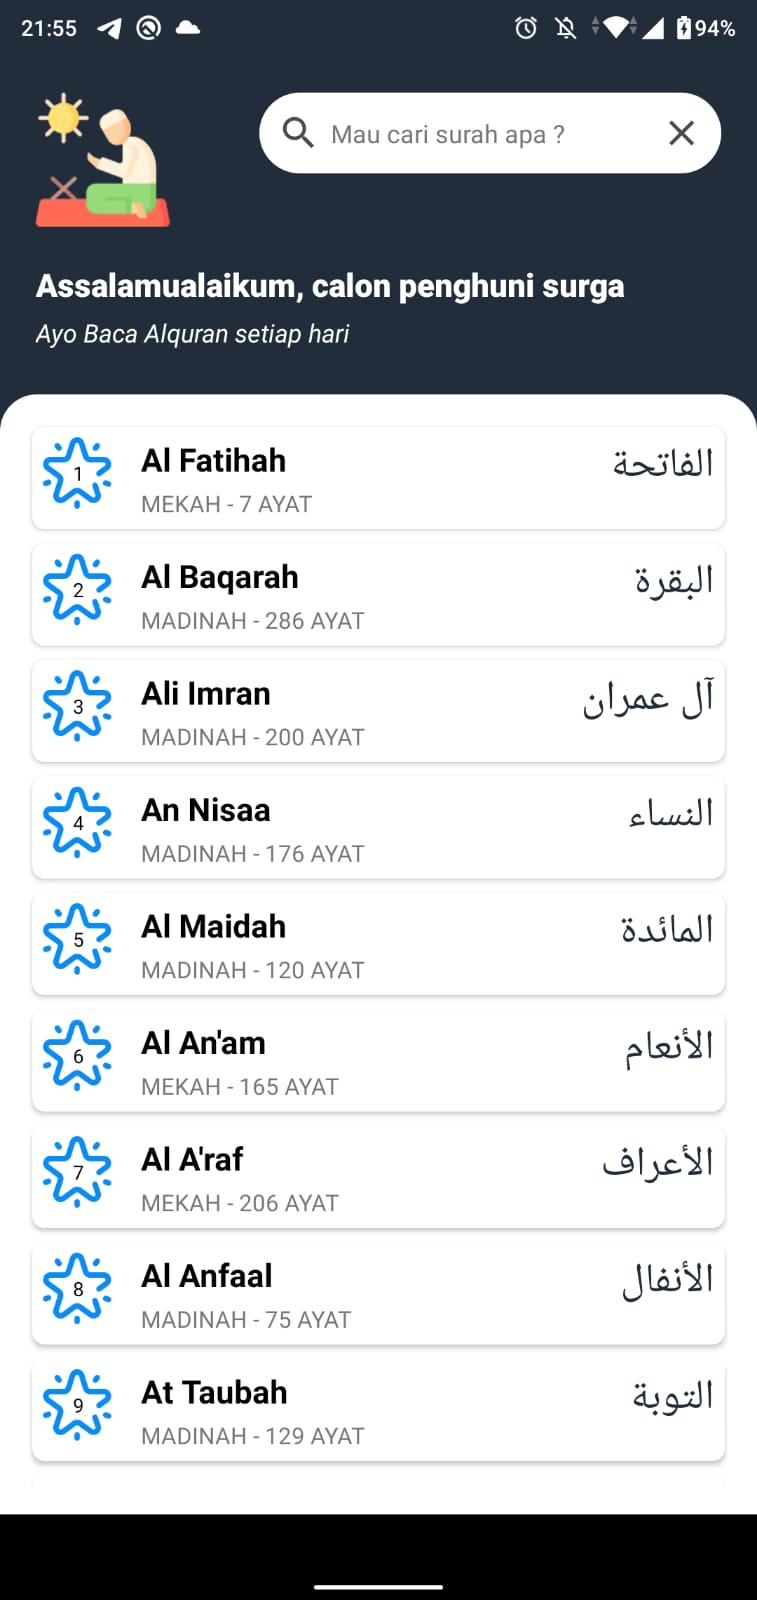 21:55
94%
Mau cari surah apa ?
Assalamualaikum, calon penghuni surga
Ayo Baca Alquran setiap hari
1
Al Fatihah
الفاتحة
MEKAH - 7 AYAT
2
Al Baqarah
البقرة
MADINAH - 286 AYAT
3
Ali Imran
آل عمران
MADINAH - 200 AYAT
4
An Nisaa
النساء
MADINAH - 176 AYAT
5
Al Maidah
المائدة
MADINAH - 120 AYAT
6
Al An'am
الأنعام
MEKAH - 165 AYAT
7
Al A'raf
الأعراف
MEKAH - 206 AYAT
8
Al Anfaal
الأنفال
MADINAH - 75 AYAT
9
At Taubah
التوبة
MADINAH - 129 AYAT